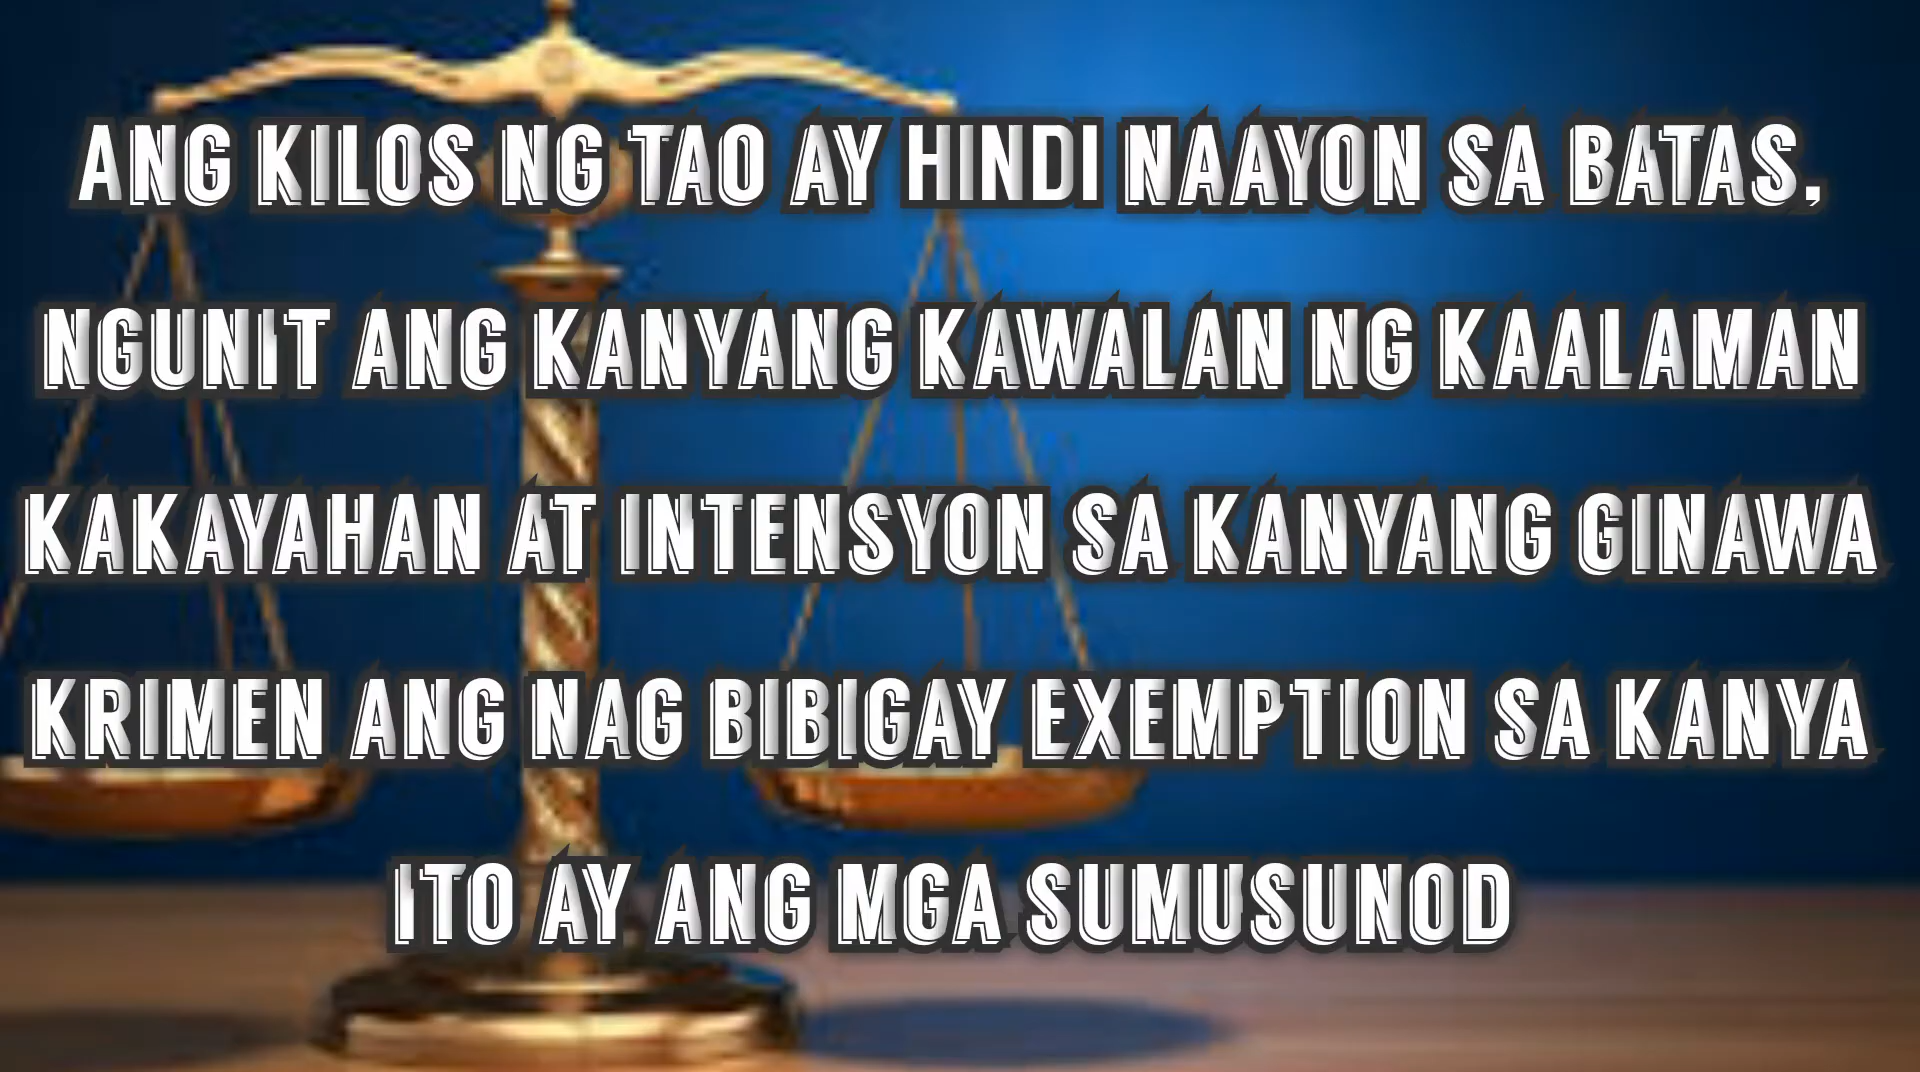 ANG KILOS NG TAO AY HINDI NAAYON SA BATAS,
NGUNIT ANG KANYANG KAWALAN NG KAALAMAN
KAKAYAHAN AT INTENSYON SA KANYANG GINAWA
KRIMEN ANG NAG BIBIGAY EXEMPTION SA KANYA
ITO AY ANG MGA SUMUSUNOD